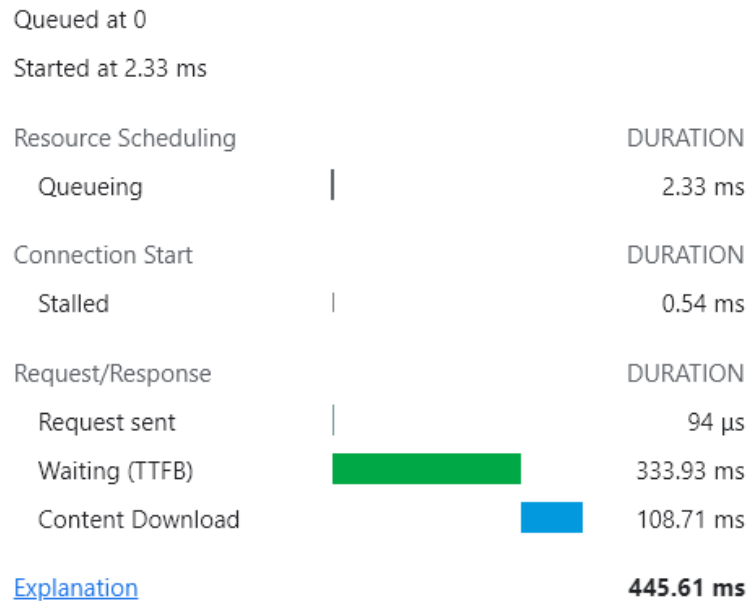 Queued at 0
Started at 2.33 ms
Resource Scheduling DURATION
Queueing 2.33 ms
Connection Start DURATION
Stalled 0.54 ms
Request/Response DURATION
Request sent 94 μs
Waiting (TTFB) 333.93 ms
Content Download 108.71 ms
Explanation 445.61 ms